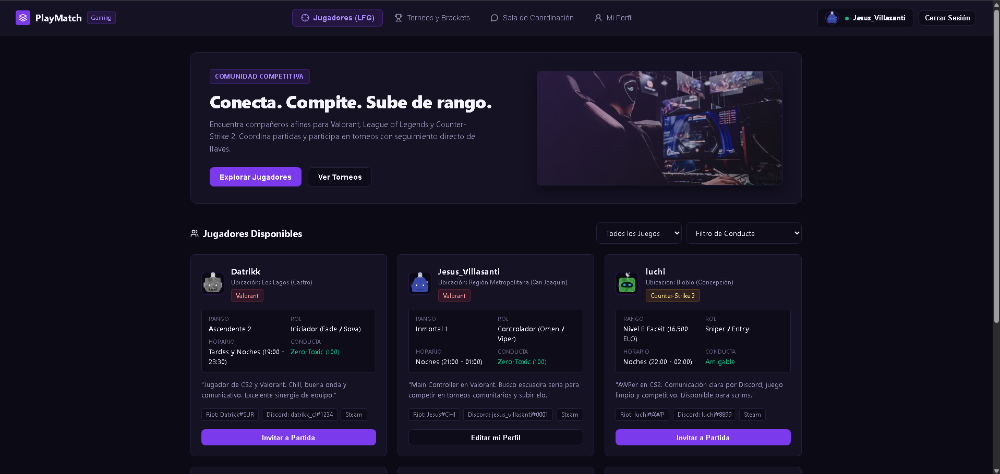 PlayMatch
Gaming
Jugadores (LFG)
Torneos y Brackets
Sala de Coordinación
Mi Perfil
Jesus_Villasanti
Cerrar Sesión
COMUNIDAD COMPETITIVA
Conecta. Compite. Sube de rango.
Encuentra compañeros afines para Valorant, League of Legends y Counter-
Strike 2. Coordina partidas y participa en torneos con seguimiento directo de
llaves.
Explorar Jugadores
Ver Torneos
Jugadores Disponibles
Todos los Juegos
Filtro de Conducta
Datrikk
Ubicación: Los Lagos (Castro)
Valorant
RANGO
Ascendente 2
ROL
Iniciador (Fade / Sova)
HORARIO
Tardes y Noches (19:00 -
23:30)
CONDUCTA
Zero-Toxic (100)
"Jugador de CS2 y Valorant. Chill, buena onda y
comunicativo. Excelente sinergia de equipo."
Riot: Datrikk#SUR
Discord: datrikk_cl#1234
Steam
Invitar a Partida
Jesus_Villasanti
Ubicación: Región Metropolitana (San Joaquín)
Valorant
RANGO
Inmortal 1
ROL
Controlador (Omen /
Viper)
HORARIO
Noches (21:00 - 01:00)
CONDUCTA
Zero-Toxic (100)
"Main Controller en Valorant. Busco escuadra seria para
competir en torneos comunitarios y subir elo."
Riot: Jesus#CHI
Discord: jesus_villasanti#0001
Steam
Editar mi Perfil
luchi
Ubicación: Biobío (Concepción)
Counter-Strike 2
RANGO
Nivel 8 Faceit (16.500
ELO)
ROL
Sniper / Entry
HORARIO
Noches (22:00 - 02:00)
CONDUCTA
Amigable
"AWPer en CS2. Comunicación clara por Discord, juego
limpio y competitivo. Disponible para scrims."
Riot: luchi#AWP
Discord: luchi#8899
Steam
Invitar a Partida